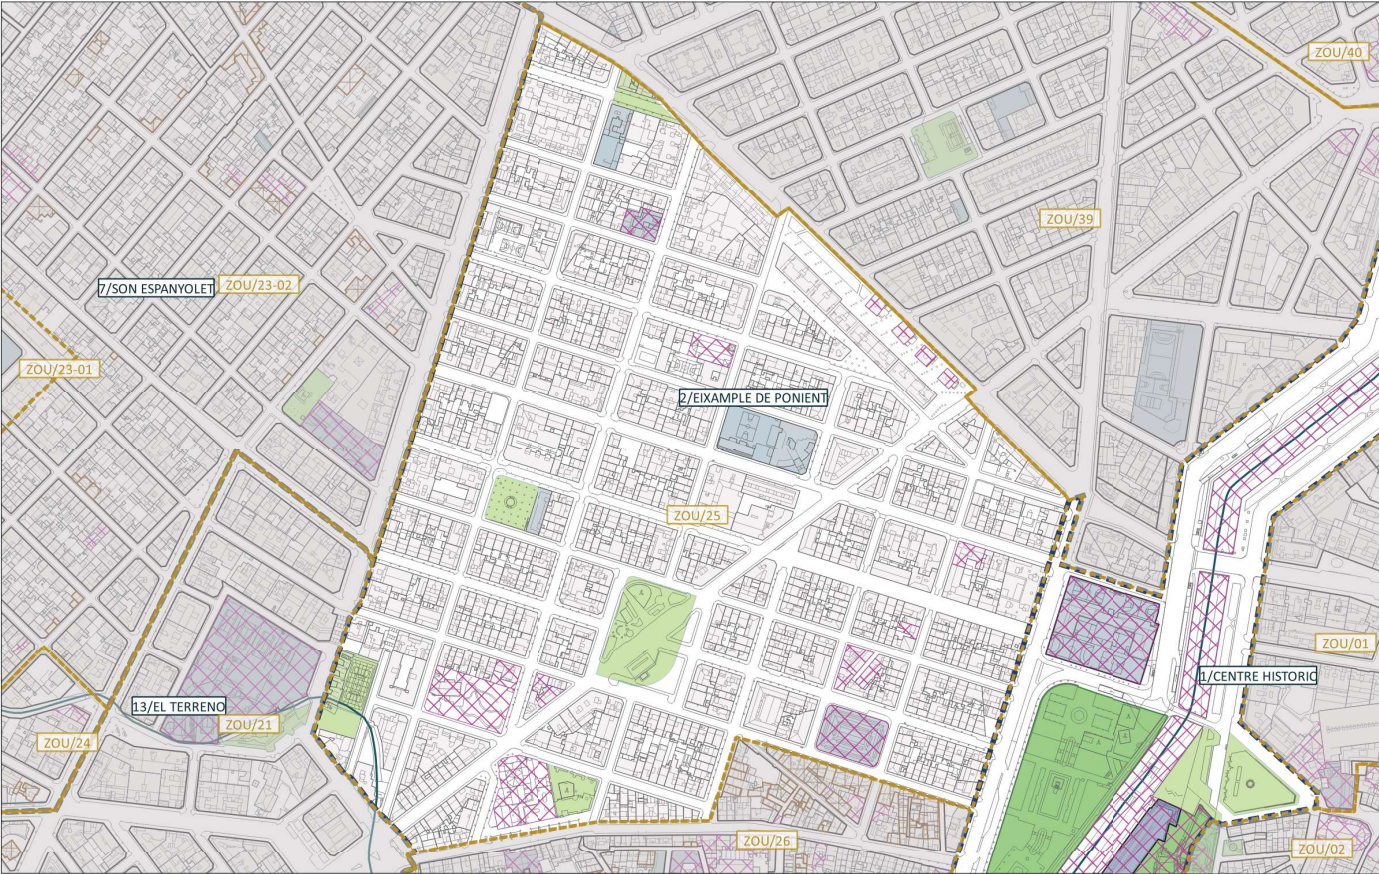 ZOU/40
ZOU/39
7/SON ESPANYOLET
ZOU/23-02
ZOU/23-01
2/EIXAMPLE DE PONIENT
ZOU/25
ZOU/01
1/CENTRE HISTORIC
13/EL TERRENO
ZOU/21
ZOU/24
ZOU/26
ZOU/02